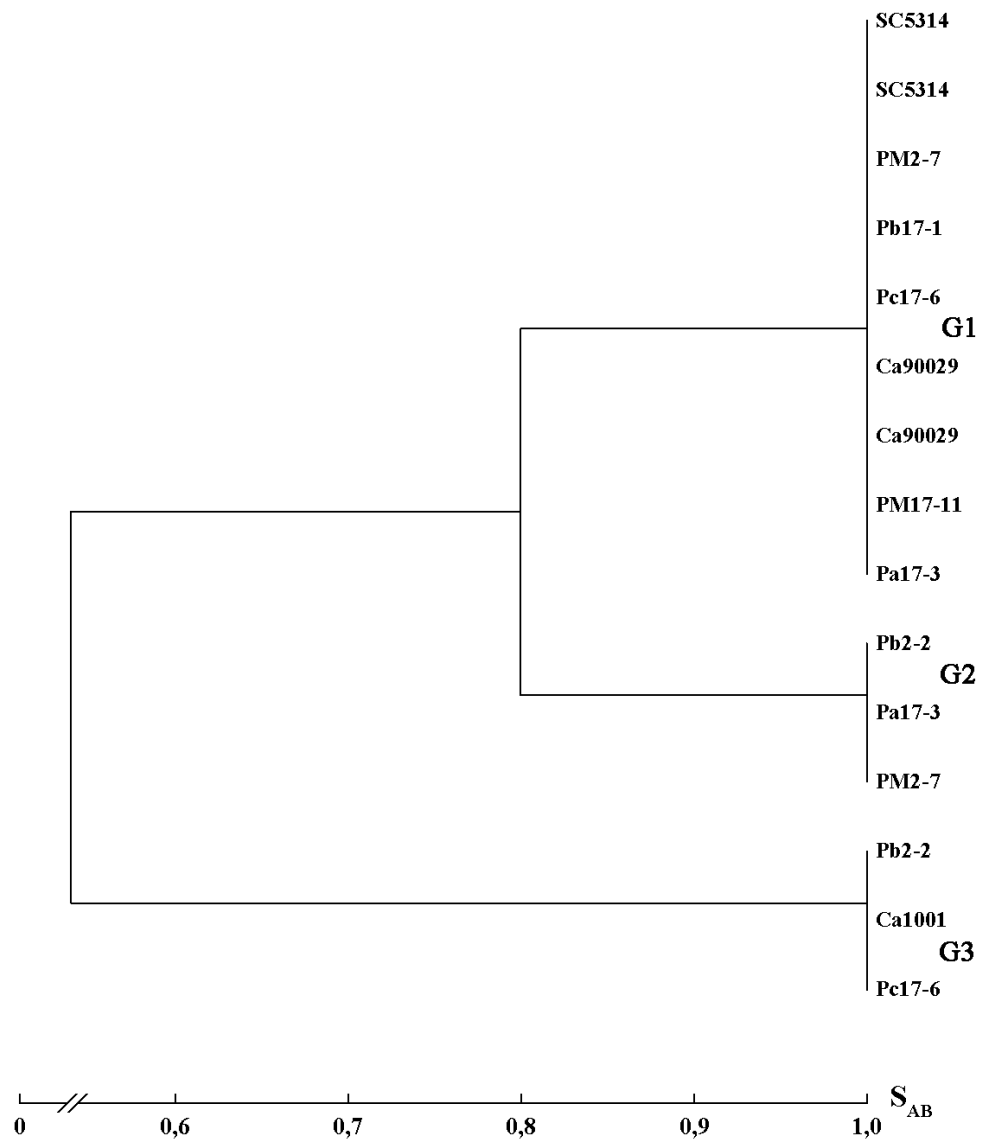 SC5314
SC5314
PM2-7
Pb17-1
Pc17-6
G1
Ca90029
Ca90029
PM17-11
Pa17-3
Pb2-2
G2
Pa17-3
PM2-7
Pb2-2
Ca1001
G3
Pc17-6
0 0,6 0,7 0,8 0,9 1,0 SAB